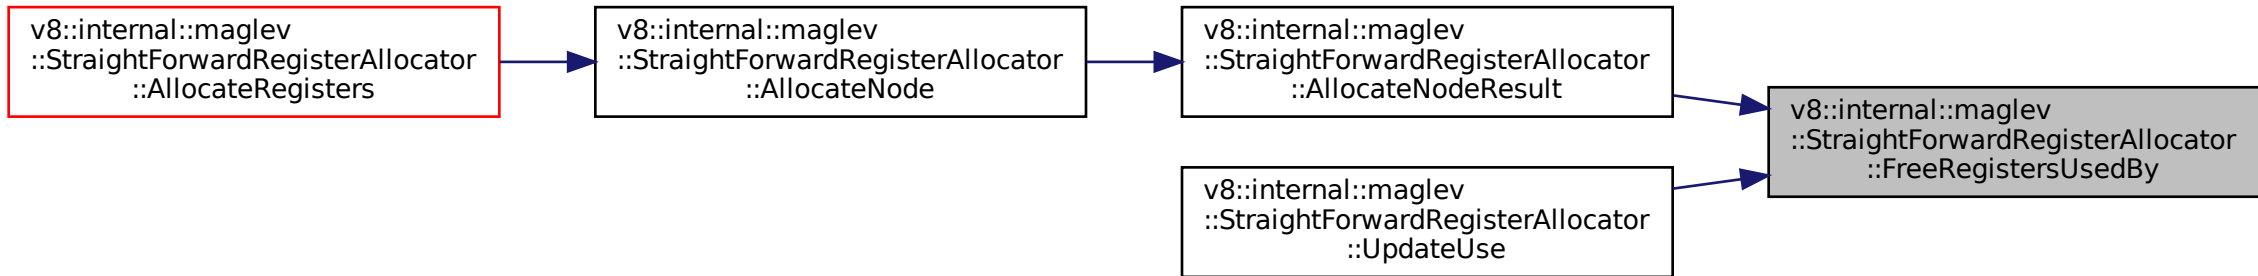 v8::internal::maglev
::StraightForwardRegisterAllocator
::AllocateRegisters
v8::internal::maglev
::StraightForwardRegisterAllocator
::AllocateNode
v8::internal::maglev
::StraightForwardRegisterAllocator
::AllocateNodeResult
v8::internal::maglev
::StraightForwardRegisterAllocator
::FreeRegistersUsedBy
v8::internal::maglev
::StraightForwardRegisterAllocator
::UpdateUse